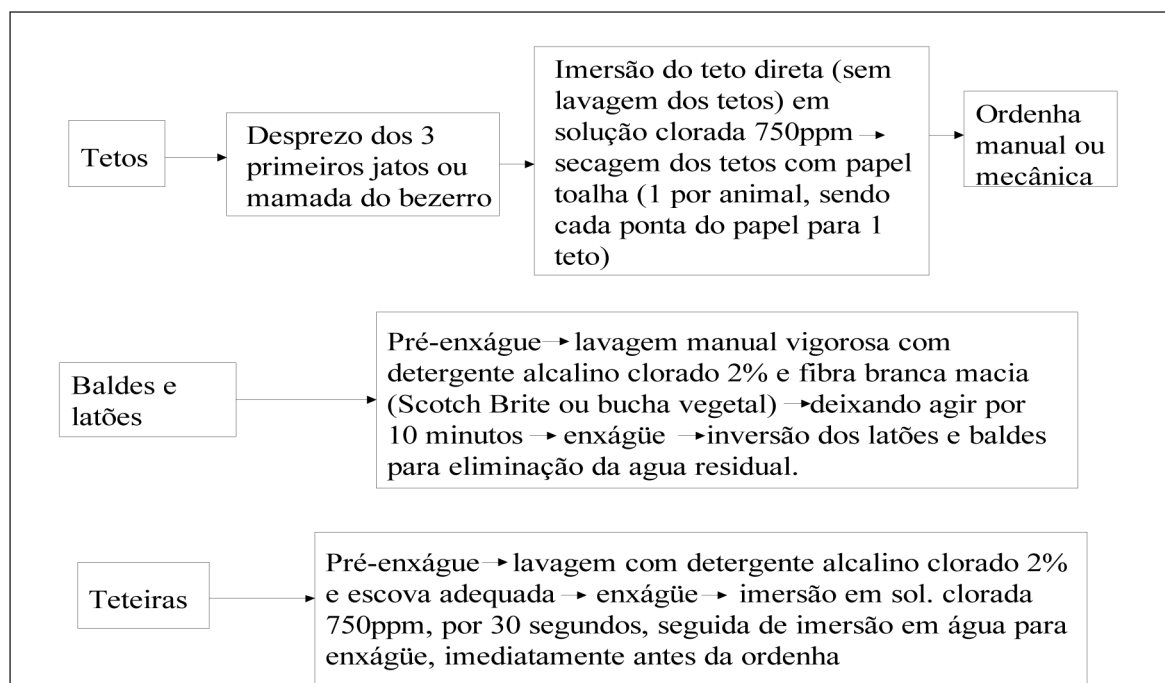 Tetos
Desprezo dos 3
primeiros jatos ou
mamada do bezerro
Imersão do teto direta (sem
lavagem dos tetos) em
solução clorada 750ppm →
secagem dos tetos com papel
toalha (1 por animal, sendo
cada ponta do papel para 1
teto)
Ordenha
manual ou
mecânica
Baldes e
latões
Pré-enxágue → lavagem manual vigorosa com
detergente alcalino clorado 2% e fibra branca macia
(Scotch Brite ou bucha vegetal) → deixando agir por
10 minutos → enxágüe → inversão dos latões e baldes
para eliminação da agua residual.
Teteiras
Pré-enxágue → lavagem com detergente alcalino clorado 2%
e escova adequada → enxágüe → imersão em sol. clorada
750ppm, por 30 segundos, seguida de imersão em água para
enxágüe, imediatamente antes da ordenha